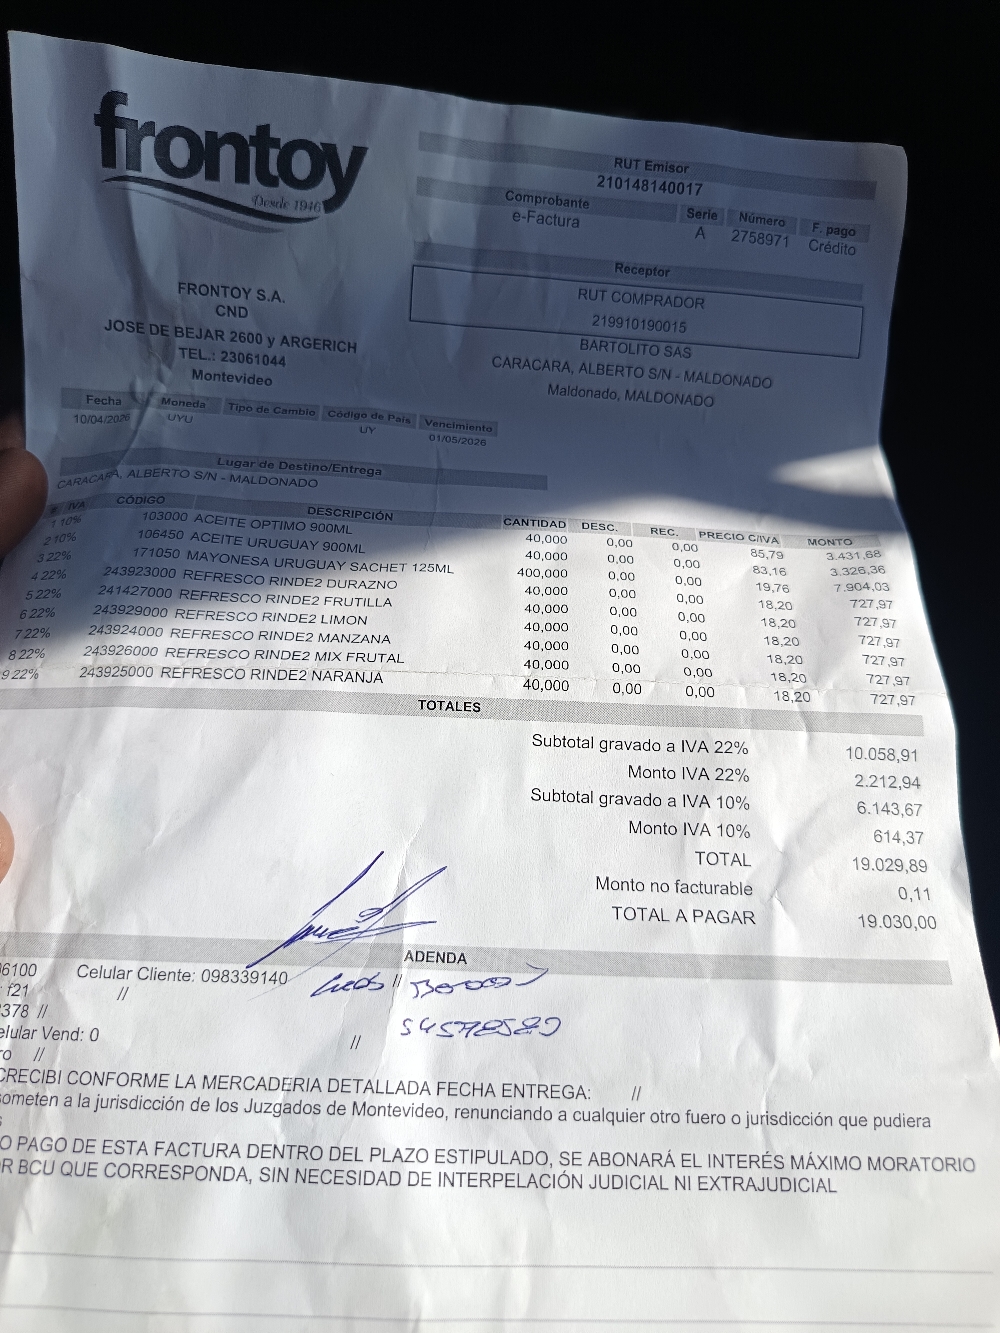 frontoy
Desde 1946
RUT Emisor
210148140017
Comprobante Serie Número F. pago
e-Factura A 2758971 Crédito
Receptor
RUT COMPRADOR
219910190015
BARTOLITO SAS
CARACARA, ALBERTO S/N - MALDONADO
Maldonado, MALDONADO
FRONTOY S.A.
CND
JOSE DE BEJAR 2600 y ARGERICH
TEL.: 23061044
Montevideo
Fecha Moneda Tipo de Cambio Código de País Vencimiento
10/04/2026 UYU UY 01/05/2026
Lugar de Destino/Entrega
CARACARA, ALBERTO S/N - MALDONADO
# IVA CÓDIGO DESCRIPCIÓN CANTIDAD DESC. REC. PRECIO C/IVA MONTO
1 10% 103000 ACEITE OPTIMO 900ML 40,000 0,00 0,00 85,79 3.431,68
2 10% 106450 ACEITE URUGUAY 900ML 40,000 0,00 0,00 83,16 3.326,36
3 22% 171050 MAYONESA URUGUAY SACHET 125ML 400,000 0,00 0,00 19,76 7.904,03
4 22% 243923000 REFRESCO RINDE2 DURAZNO 40,000 0,00 0,00 18,20 727,97
5 22% 241427000 REFRESCO RINDE2 FRUTILLA 40,000 0,00 0,00 18,20 727,97
6 22% 243929000 REFRESCO RINDE2 LIMON 40,000 0,00 0,00 18,20 727,97
7 22% 243924000 REFRESCO RINDE2 MANZANA 40,000 0,00 0,00 18,20 727,97
8 22% 243926000 REFRESCO RINDE2 MIX FRUTAL 40,000 0,00 0,00 18,20 727,97
9 22% 243925000 REFRESCO RINDE2 NARANJA 40,000 0,00 0,00 18,20 727,97
TOTALES
Subtotal gravado a IVA 22% 10.058,91
Monto IVA 22% 2.212,94
Subtotal gravado a IVA 10% 6.143,67
Monto IVA 10% 614,37
TOTAL 19.029,89
Monto no facturable 0,11
TOTAL A PAGAR 19.030,00
ADENDA
6100 Celular Cliente: 098339140 //
: f21 //
378 //
elular Vend: 0 //
ro //
RECIBI CONFORME LA MERCADERIA DETALLADA FECHA ENTREGA: //
someten a la jurisdicción de los Juzgados de Montevideo, renunciando a cualquier otro fuero o jurisdicción que pudiera
O PAGO DE ESTA FACTURA DENTRO DEL PLAZO ESTIPULADO, SE ABONARÁ EL INTERÉS MÁXIMO MORATORIO
R BCU QUE CORRESPONDA, SIN NECESIDAD DE INTERPELACIÓN JUDICIAL NI EXTRAJUDICIAL